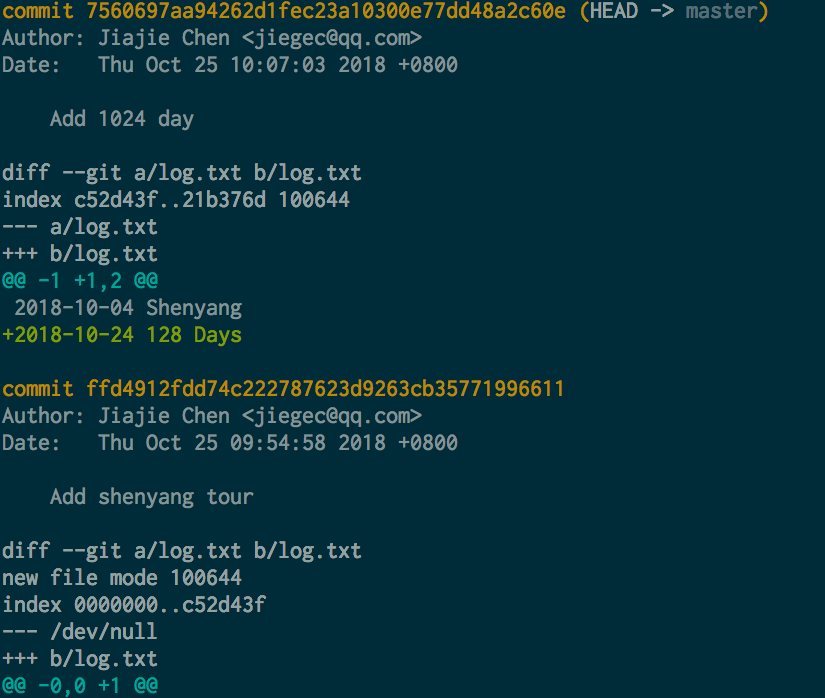 commit 7560697aa94262d1fec23a10300e77dd48a2c60e (HEAD -> master)
Author: Jiajie Chen <jiegec@qq.com>
Date:   Thu Oct 25 10:07:03 2018 +0800
    Add 1024 day
diff --git a/log.txt b/log.txt
index c52d43f..21b376d 100644
--- a/log.txt
+++ b/log.txt
@@ -1 +1,2 @@
 2018-10-04 Shenyang
+2018-10-24 128 Days
commit ffd4912fdd74c222787623d9263cb35771996611
Author: Jiajie Chen <jiegec@qq.com>
Date:   Thu Oct 25 09:54:58 2018 +0800
    Add shenyang tour
diff --git a/log.txt b/log.txt
new file mode 100644
index 0000000..c52d43f
--- /dev/null
+++ b/log.txt
@@ -0,0 +1 @@